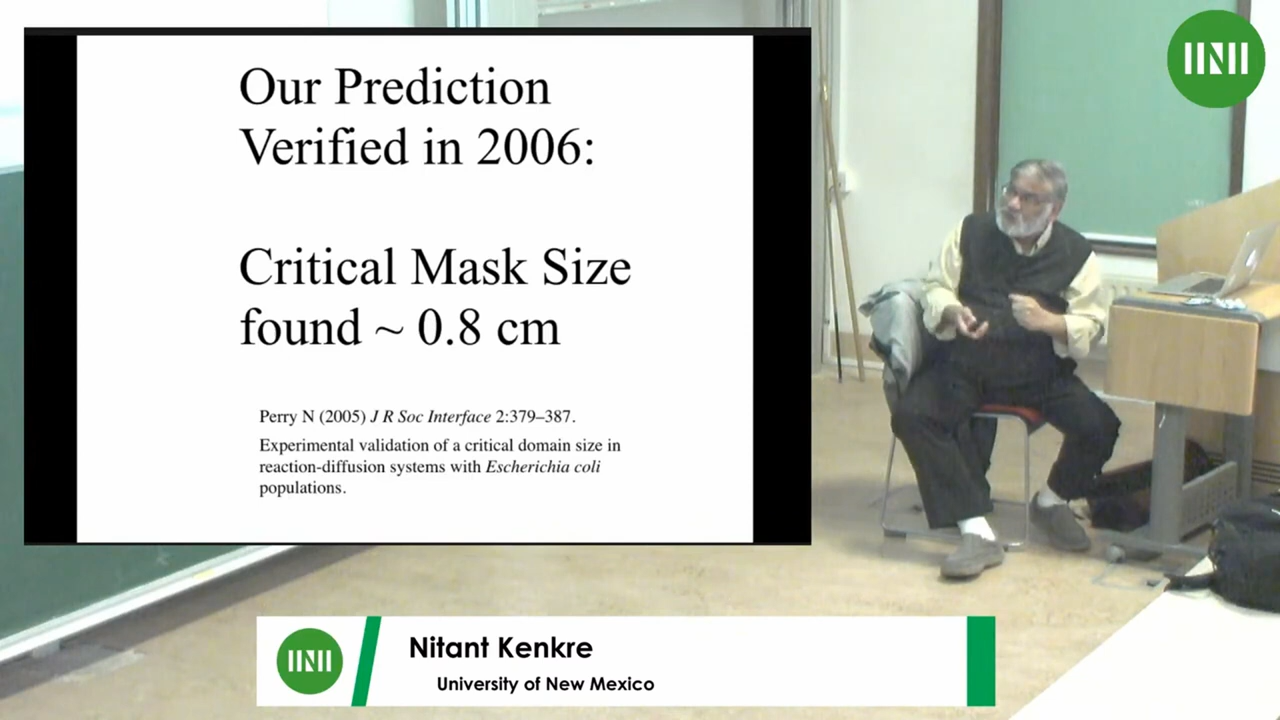 Our Prediction
Verified in 2006:
Critical Mask Size
found ~ 0.8 cm
Perry N (2005) J R Soc Interface 2:379–387.
Experimental validation of a critical domain size in
reaction-diffusion systems with Escherichia coli
populations.
Nitant Kenkre
University of New Mexico